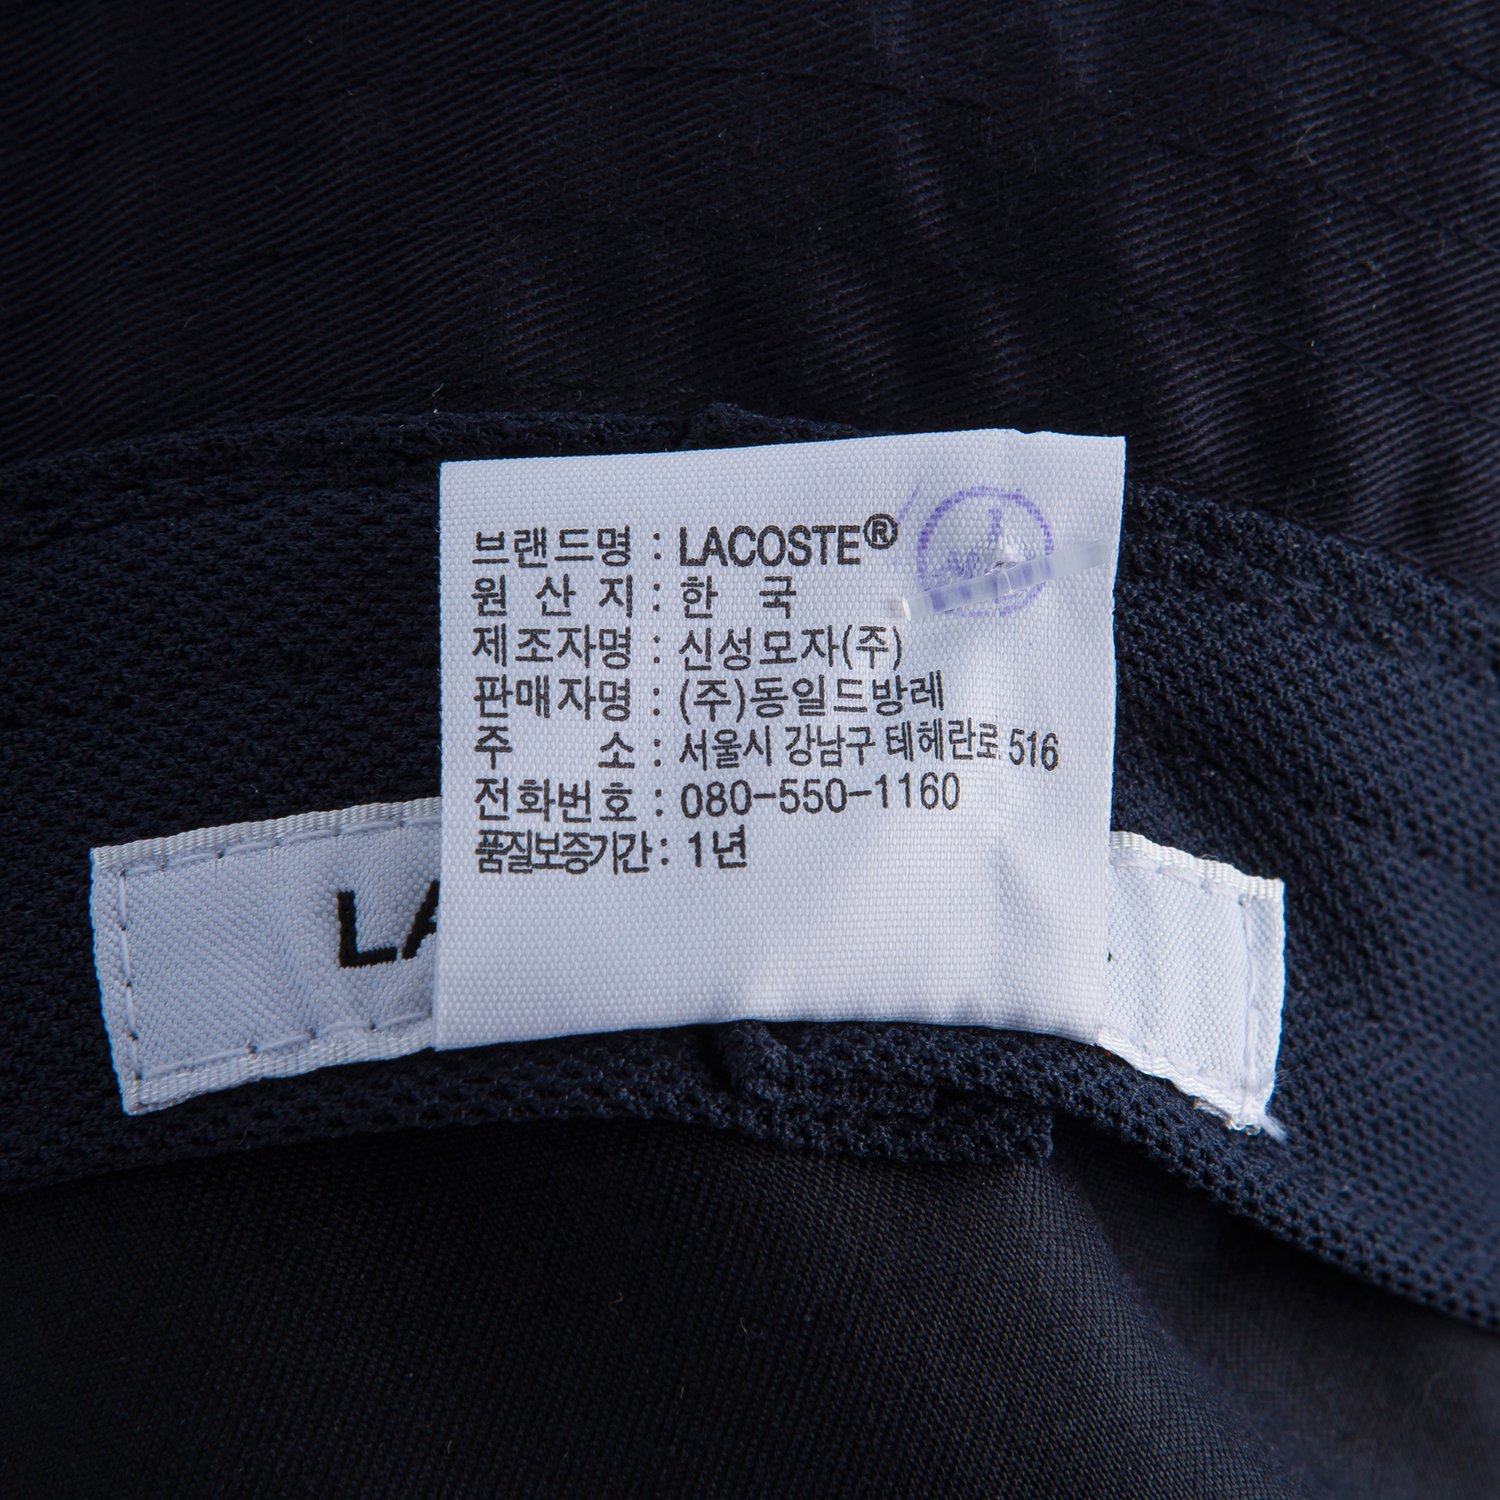 브랜드명 : LACOSTE®
원 산 지 : 한 국
제조자명 : 신성모자(주)
판매자명 : (주)동일드방레
주 소 : 서울시 강남구 테헤란로 516
전화번호 : 080-550-1160
품질보증기간 : 1년
LA